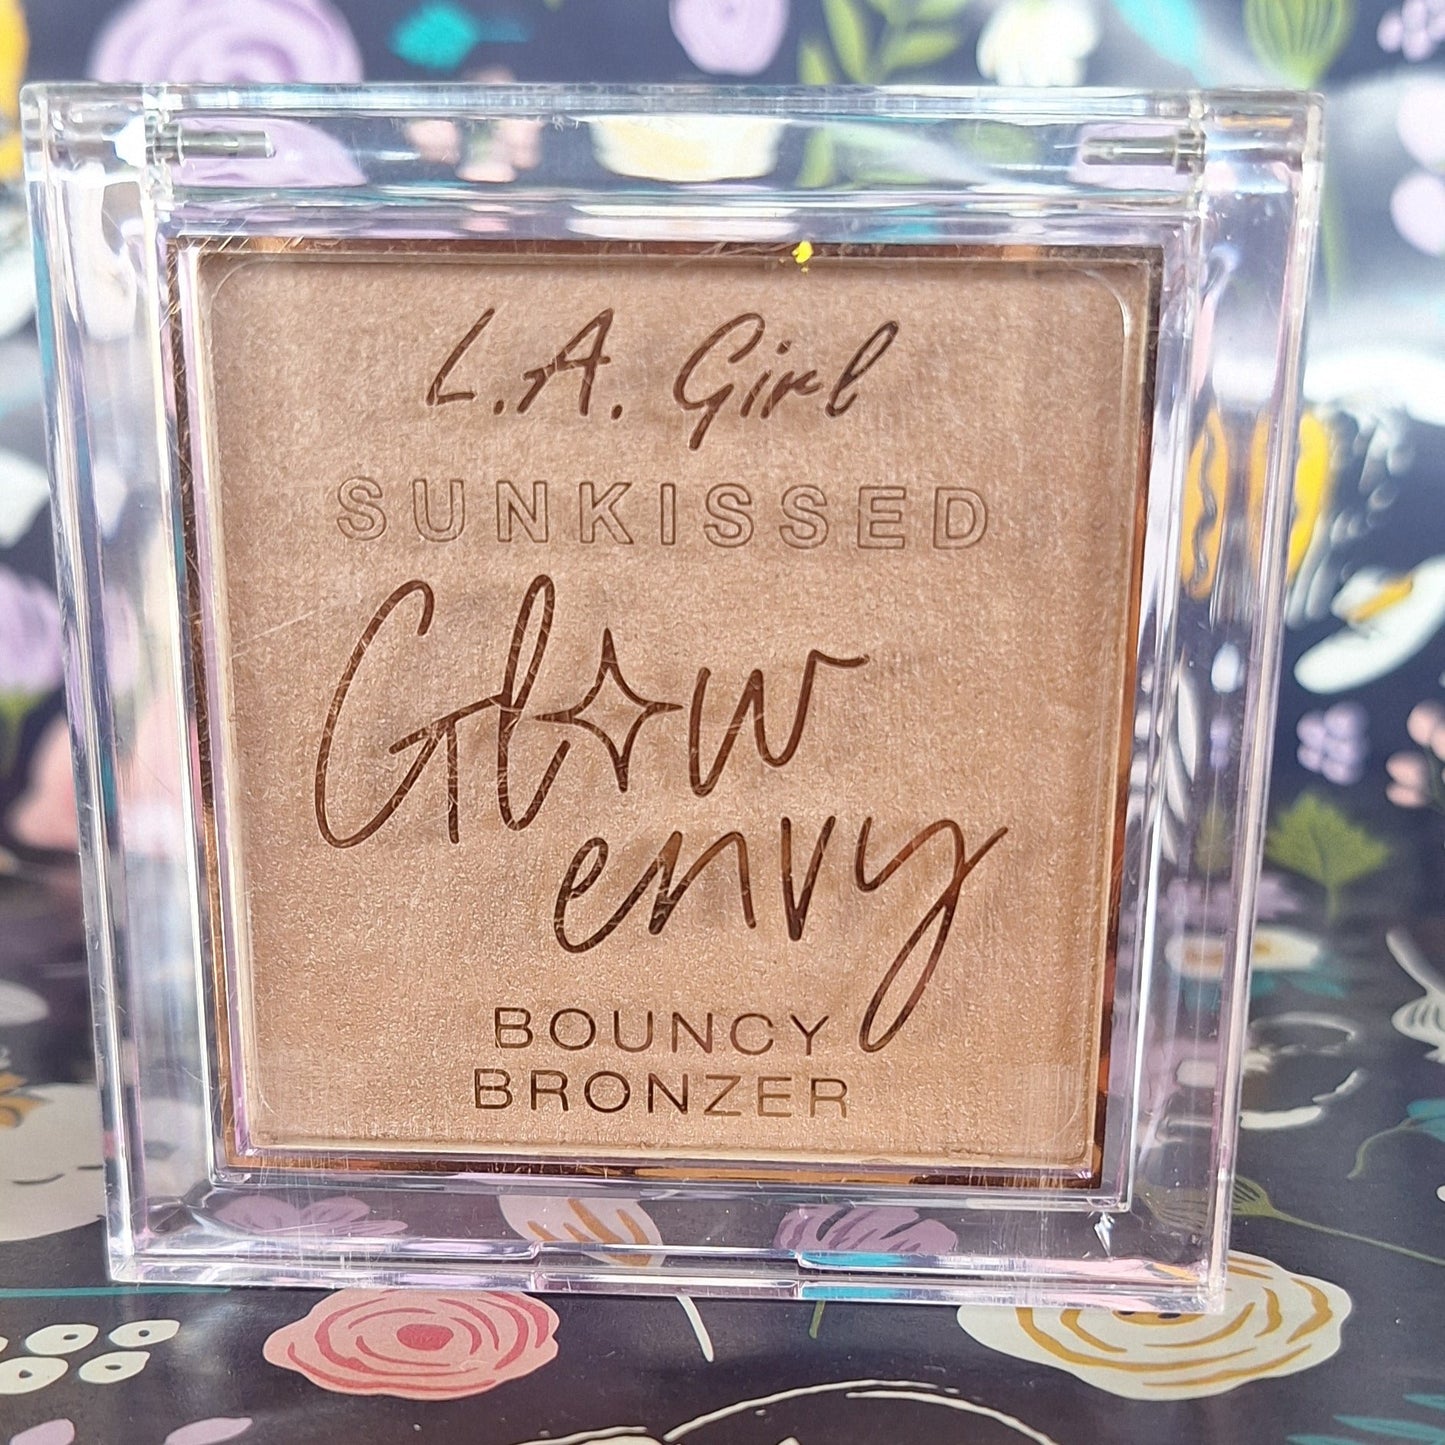 L.A. Girl
SUNKISSED
Glow
envy
BOUNCY
BRONZER